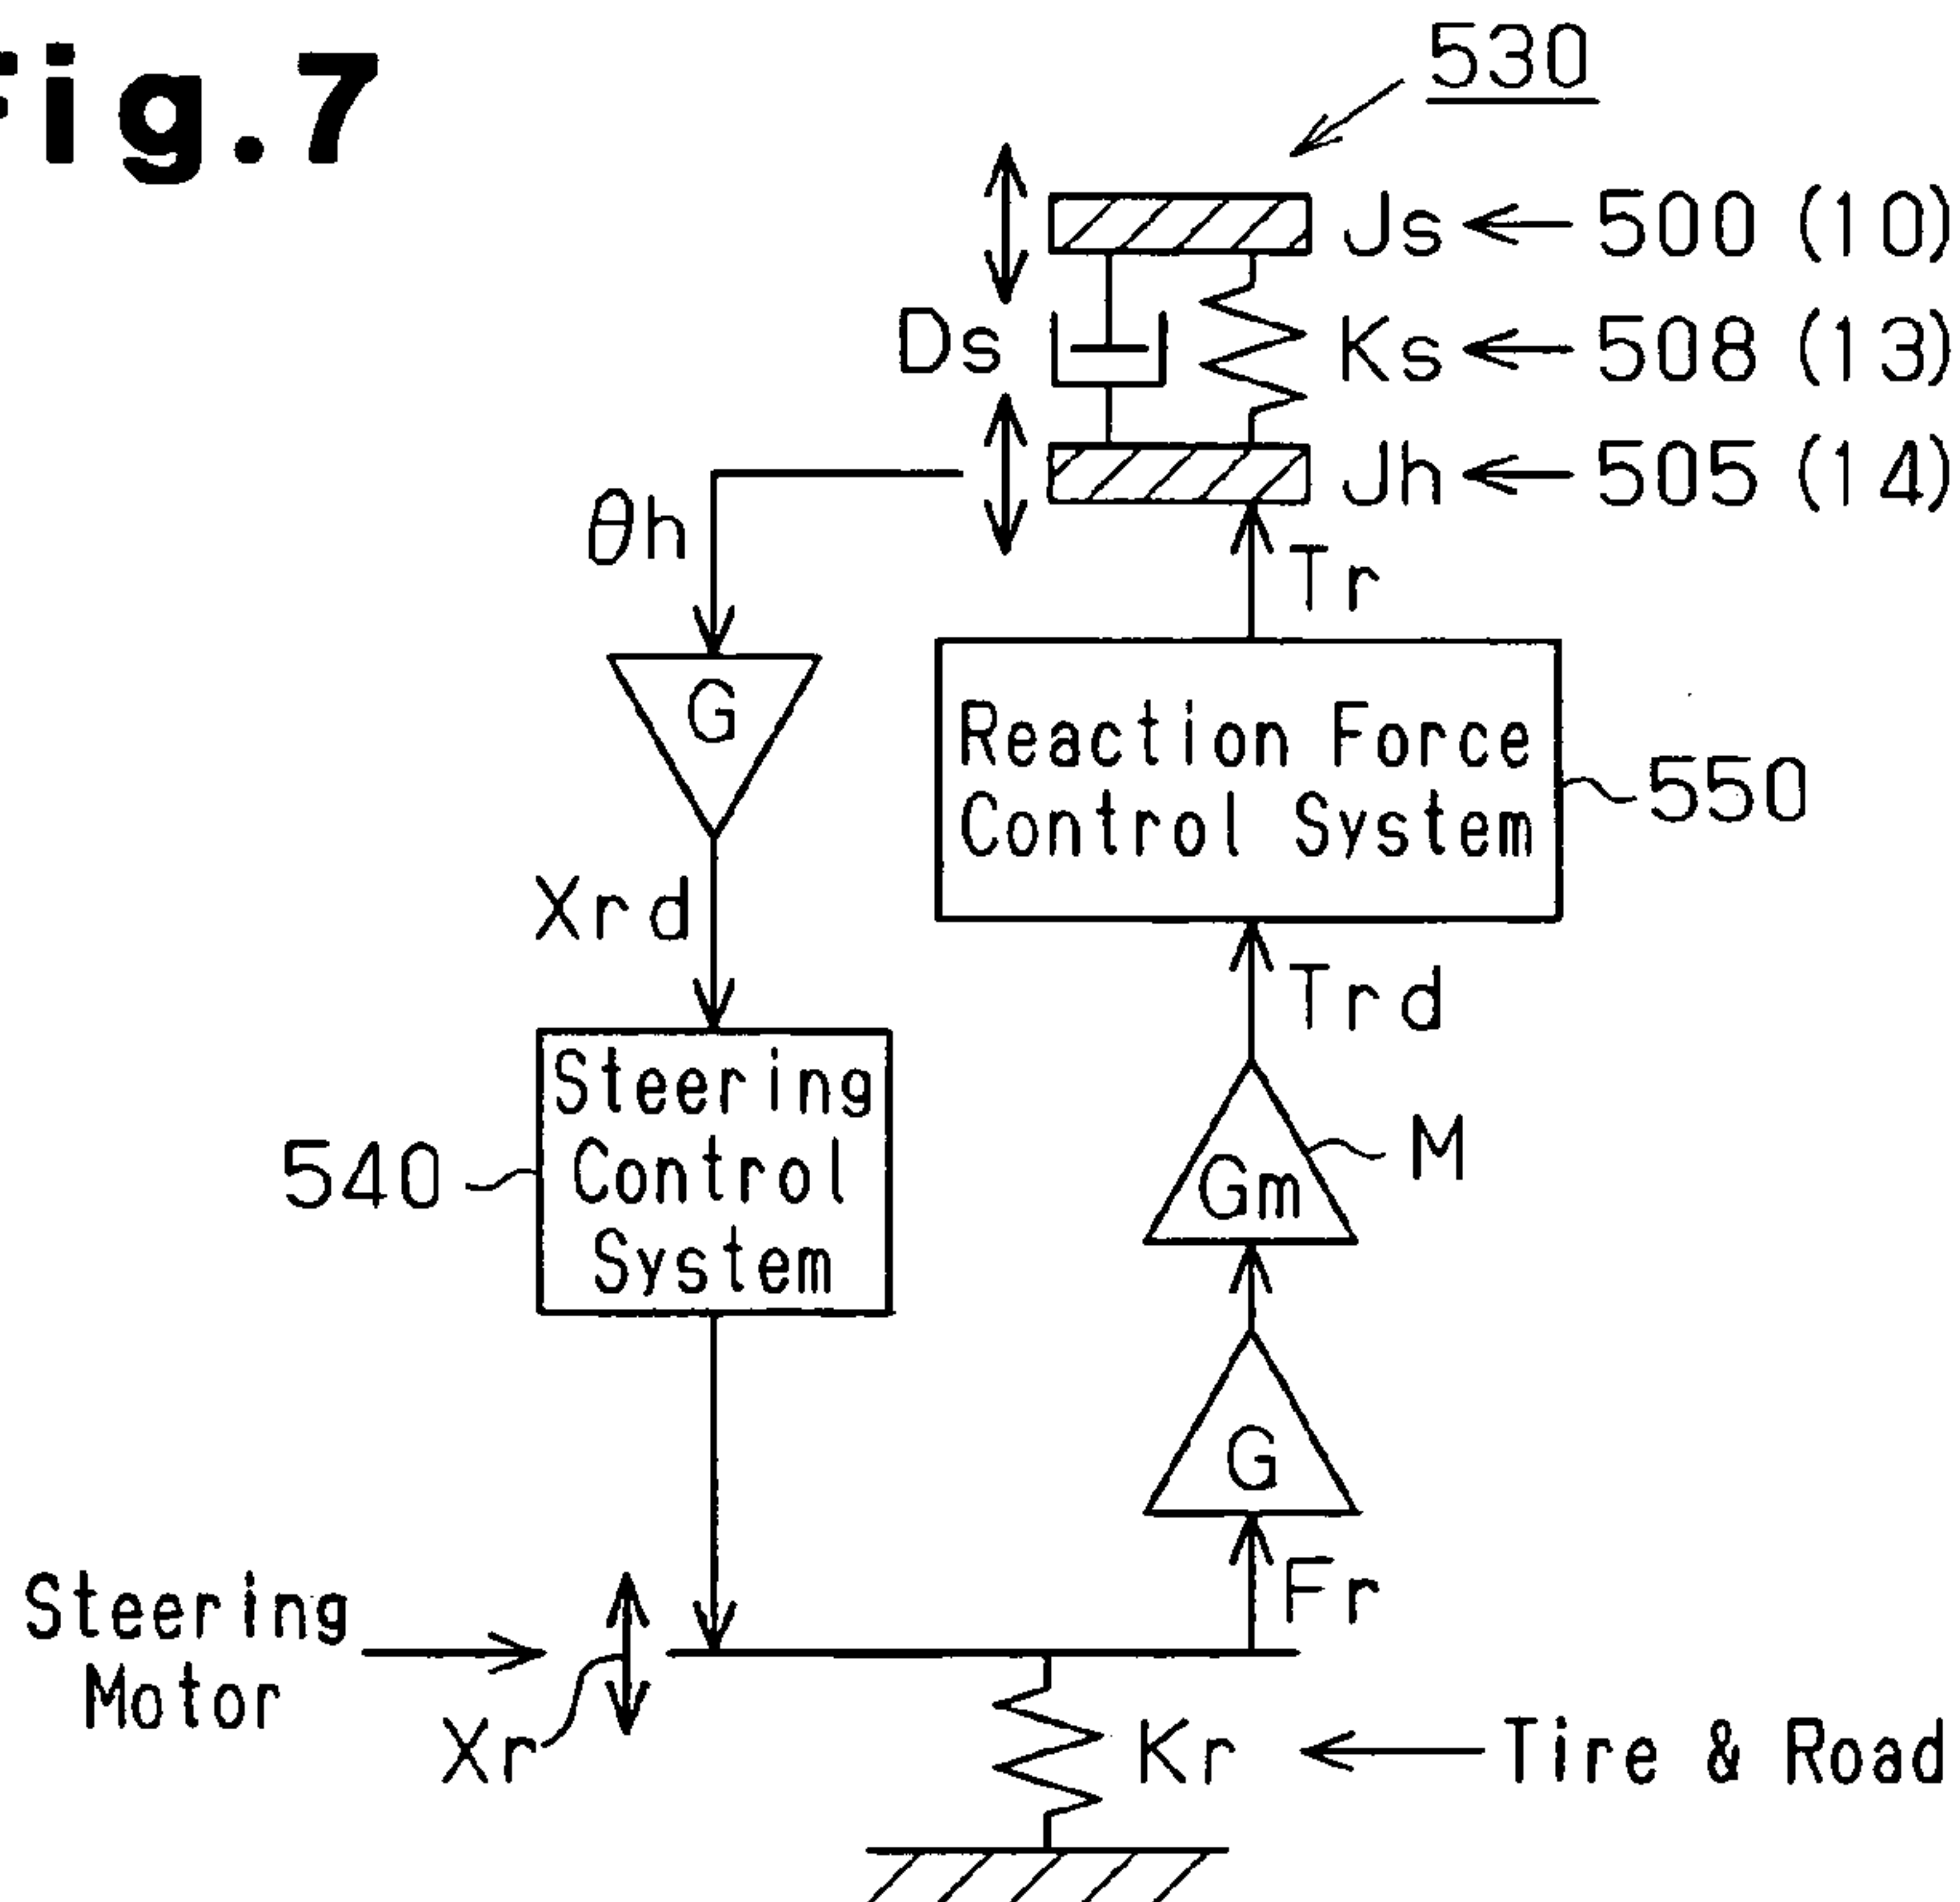 Fig.7
530
Js
500 (10)
Ds
Ks
508 (13)
Jh
505 (14)
θh
Tr
G
Reaction Force
Control System
550
Xrd
Trd
Steering
Control
System
540
Gm
M
G
Fr
Steering
Motor
Xr
Kr
Tire & Road